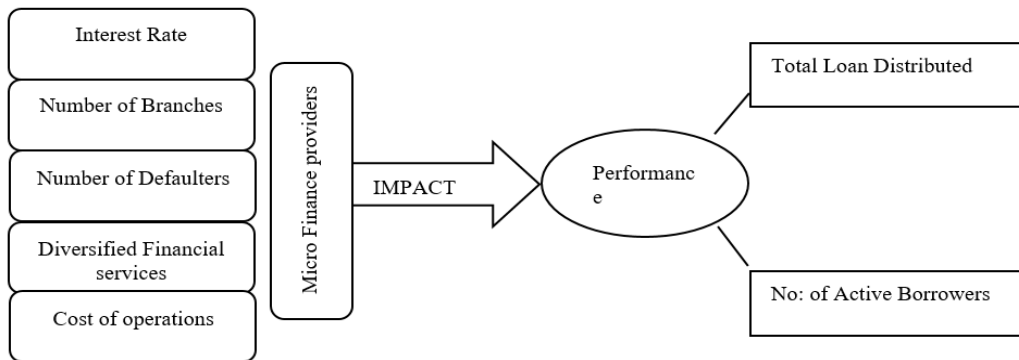 Interest Rate
Number of Branches
Number of Defaulters
Diversified Financial
services
Cost of operations
Micro Finance providers
IMPACT
Performanc
e
Total Loan Distributed
No: of Active Borrowers